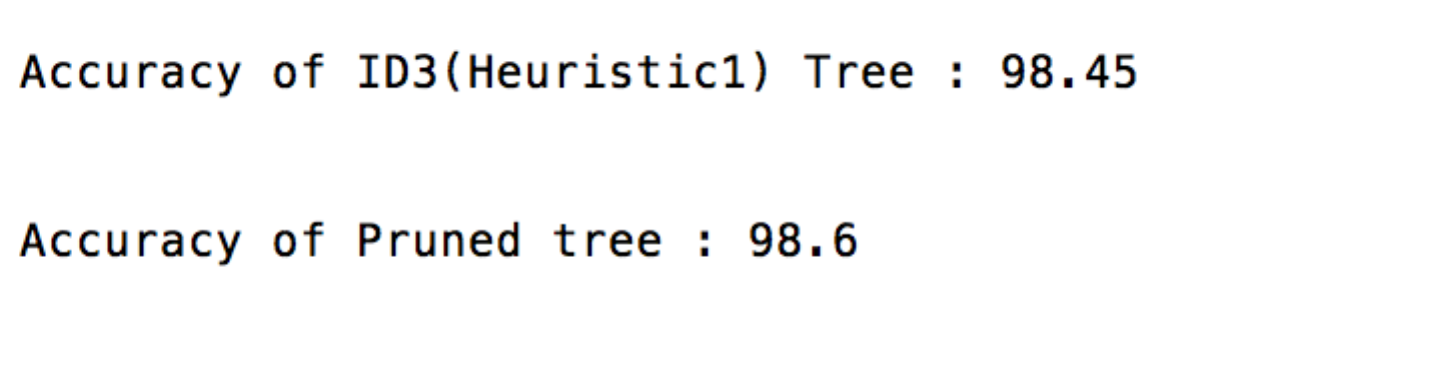 Accuracy of ID3(Heuristic1) Tree : 98.45
Accuracy of Pruned tree : 98.6